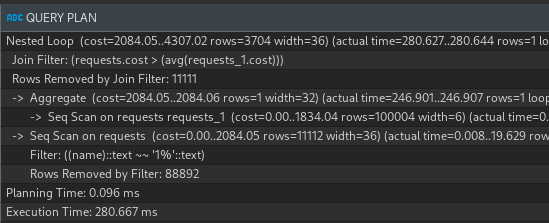 ABC QUERY PLAN
Nested Loop (cost=2084.05..4307.02 rows=3704 width=36) (actual time=280.627..280.644 rows=1 lo
Join Filter: (requests.cost > (avg(requests_1.cost)))
Rows Removed by Join Filter: 11111
-> Aggregate (cost=2084.05..2084.06 rows=1 width=32) (actual time=246.901..246.907 rows=1 loop
-> Seq Scan on requests requests_1 (cost=0.00..1834.04 rows=100004 width=6) (actual time=0.
-> Seq Scan on requests (cost=0.00..2084.05 rows=11112 width=36) (actual time=0.008..19.629 row
Filter: ((name)::text ~~ '1%'::text)
Rows Removed by Filter: 88892
Planning Time: 0.096 ms
Execution Time: 280.667 ms